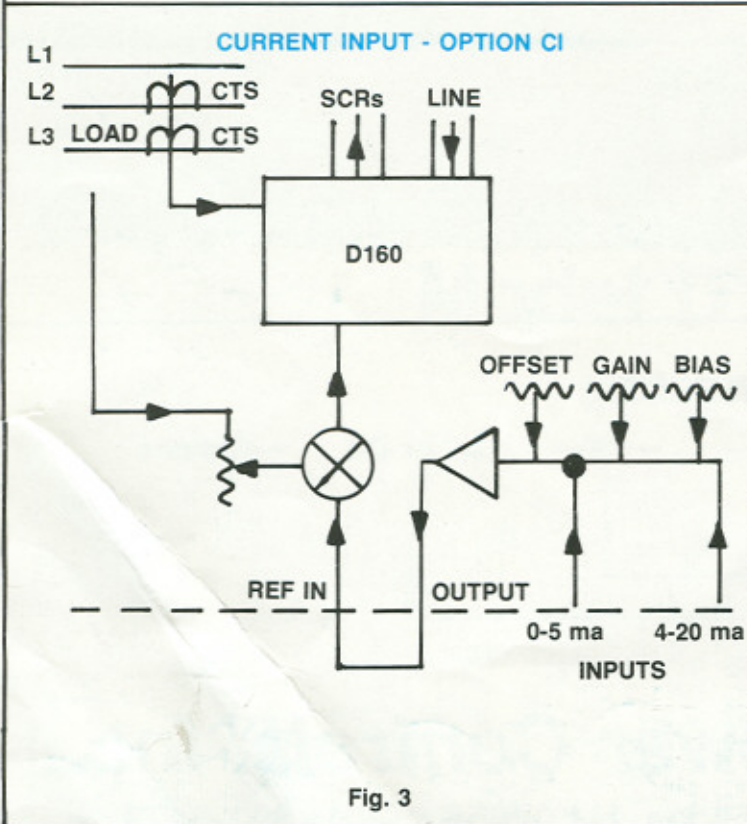 CURRENT INPUT - OPTION CI
L1
L2 CTS
L3 LOAD CTS
SCRs LINE
D160
OFFSET GAIN BIAS
REF IN OUTPUT
0-5 ma 4-20 ma
INPUTS
Fig. 3